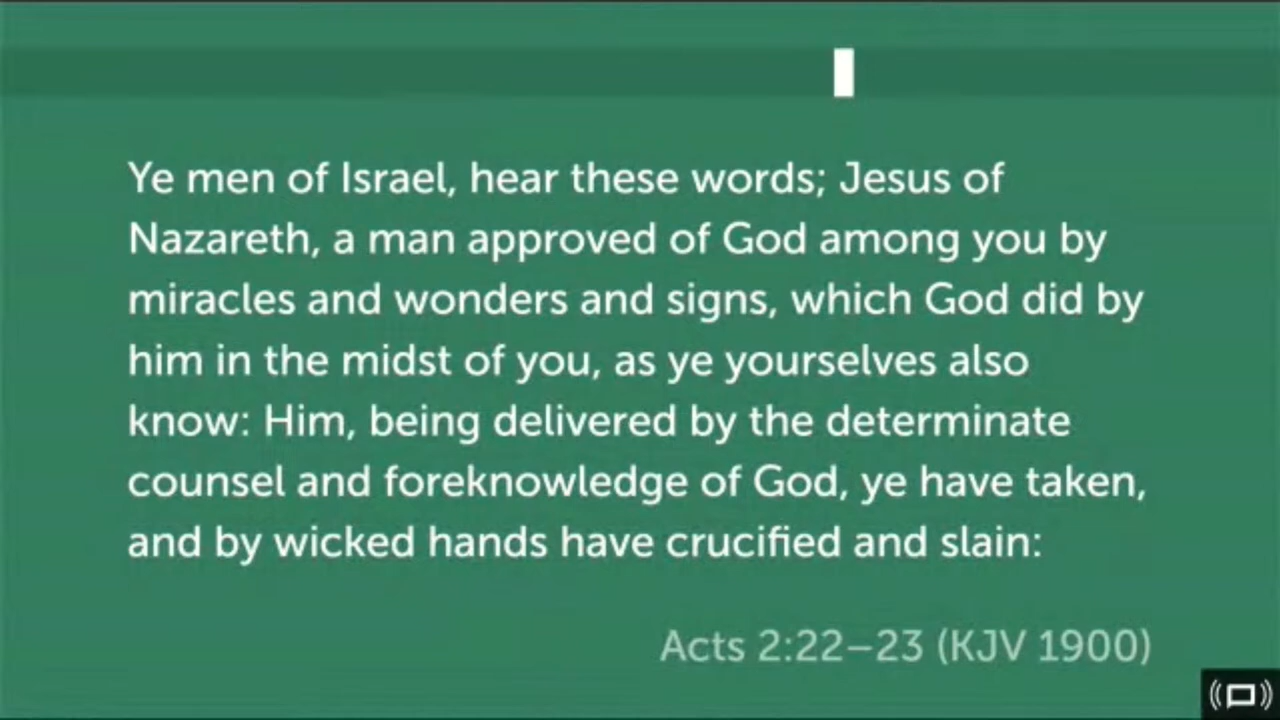 Ye men of Israel, hear these words; Jesus of
Nazareth, a man approved of God among you by
miracles and wonders and signs, which God did by
him in the midst of you, as ye yourselves also
know: Him, being delivered by the determinate
counsel and foreknowledge of God, ye have taken,
and by wicked hands have crucified and slain:
Acts 2:22–23 (KJV 1900)